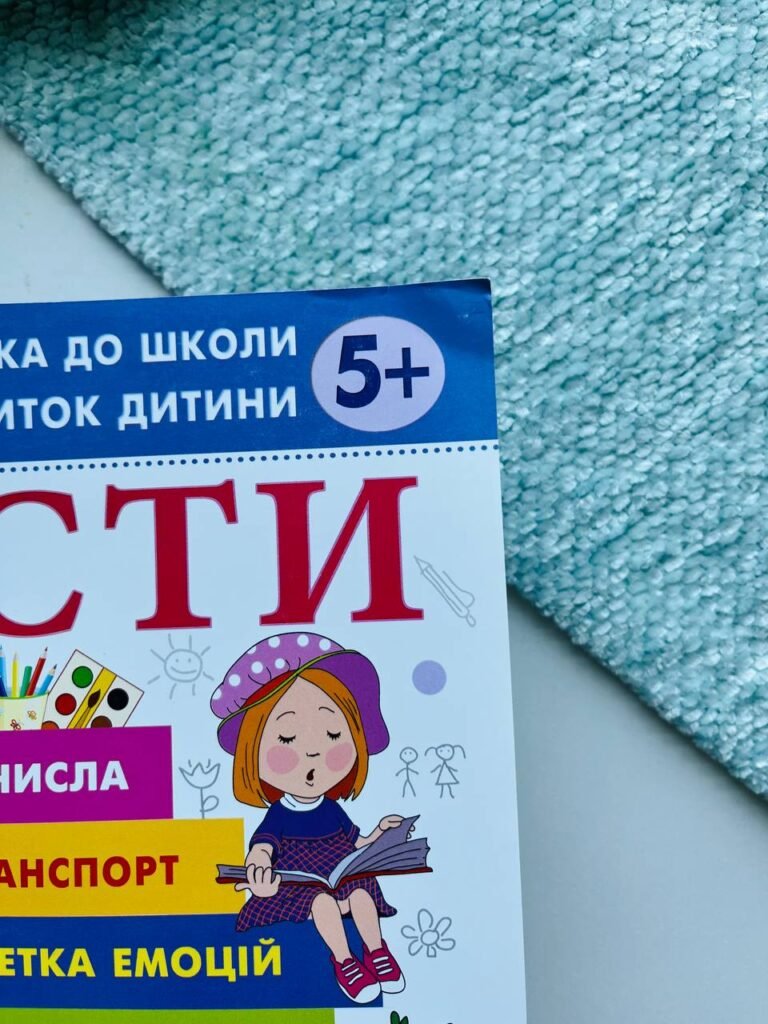 КА ДО ШКОЛИ
ИТОК ДИТИНИ
5+
СТИ
ЧИСЛА
АНСПОРТ
ЕТКА ЕМОЦІЙ